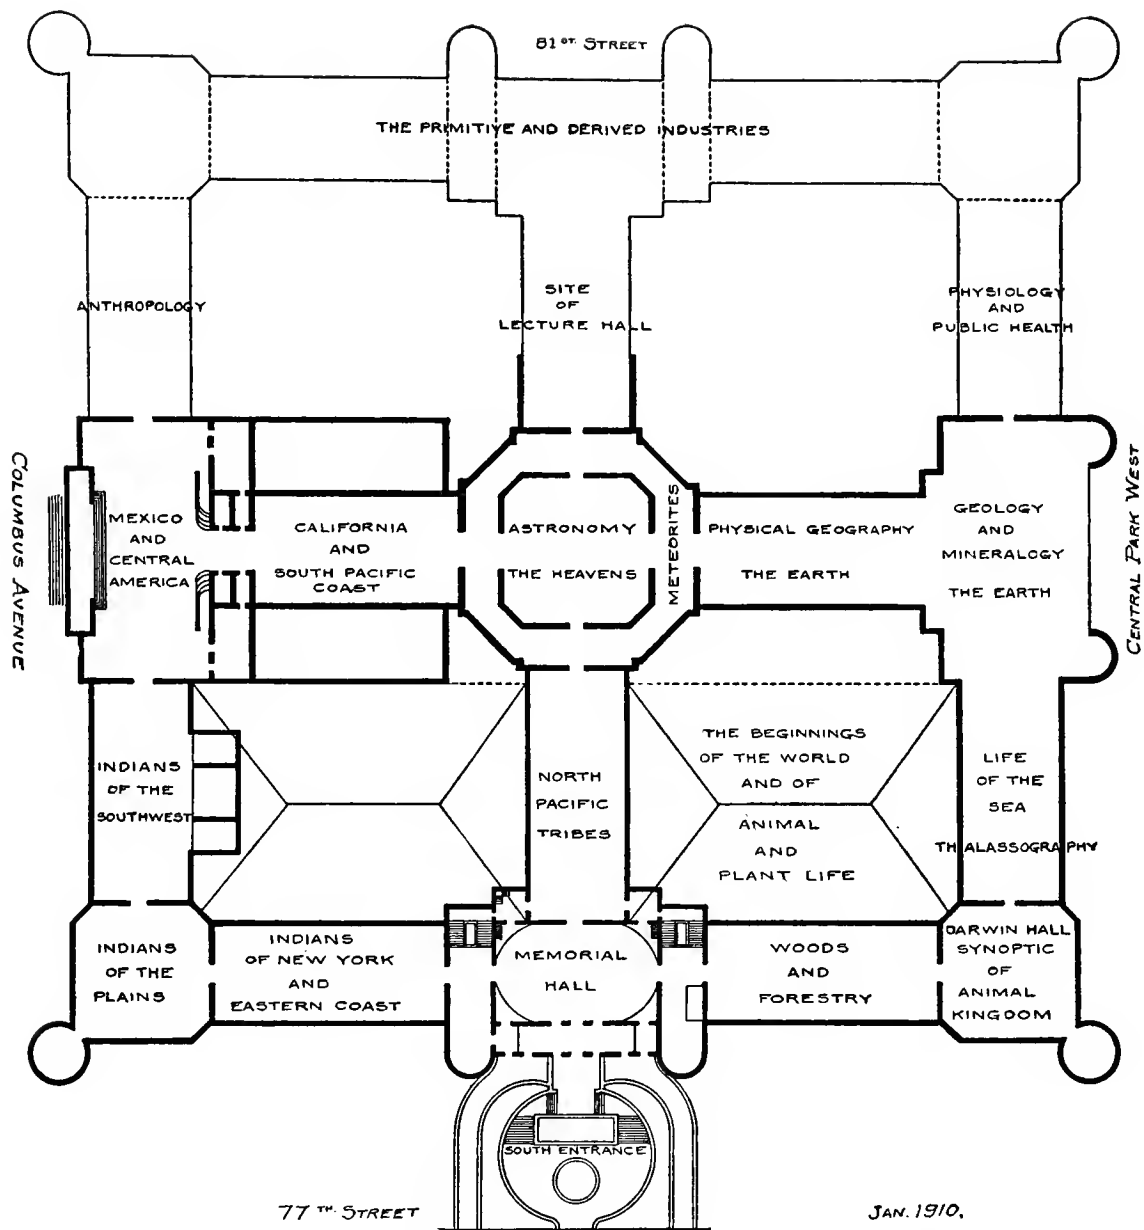 81ST. STREET
THE PRIMITIVE AND DERIVED INDUSTRIES
ANTHROPOLOGY
SITE
OF
LECTURE HALL
PHYSIOLOGY
AND
PUBLIC HEALTH
COLUMBUS AVENUE
MEXICO
AND
CENTRAL
AMERICA
CALIFORNIA
AND
SOUTH PACIFIC
COAST
ASTRONOMY
THE HEAVENS
METEORITES
PHYSICAL GEOGRAPHY
THE EARTH
GEOLOGY
AND
MINERALOGY
THE EARTH
CENTRAL PARK WEST
INDIANS
OF THE
SOUTHWEST
NORTH
PACIFIC
TRIBES
THE BEGINNINGS
OF THE WORLD
AND OF
ANIMAL
AND
PLANT LIFE
LIFE
OF THE
SEA
THALASSOGRAPHY
INDIANS
OF THE
PLAINS
INDIANS
OF NEW YORK
AND
EASTERN COAST
MEMORIAL
HALL
WOODS
AND
FORESTRY
DARWIN HALL
SYNOPTIC
OF
ANIMAL
KINGDOM
SOUTH ENTRANCE
77TH. STREET
JAN. 1910.